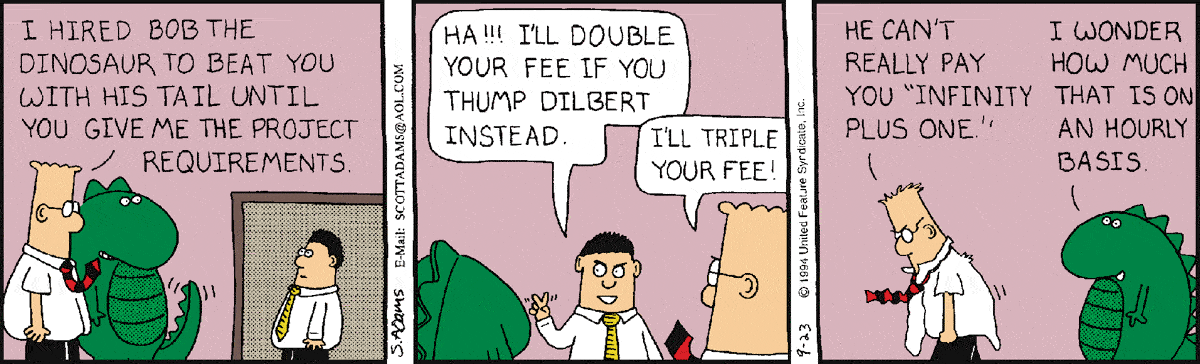 I HIRED BOB THE
DINOSAUR TO BEAT YOU
WITH HIS TAIL UNTIL
YOU GIVE ME THE PROJECT
REQUIREMENTS.
S.ADAMS E-Mail: SCOTTADAMS@AOL.COM
HA!!! I'LL DOUBLE
YOUR FEE IF YOU
THUMP DILBERT
INSTEAD.
I'LL TRIPLE
YOUR FEE!
9-23 © 1994 United Feature Syndicate, Inc.
HE CAN'T
REALLY PAY
YOU "INFINITY
PLUS ONE."
I WONDER
HOW MUCH
THAT IS ON
AN HOURLY
BASIS.